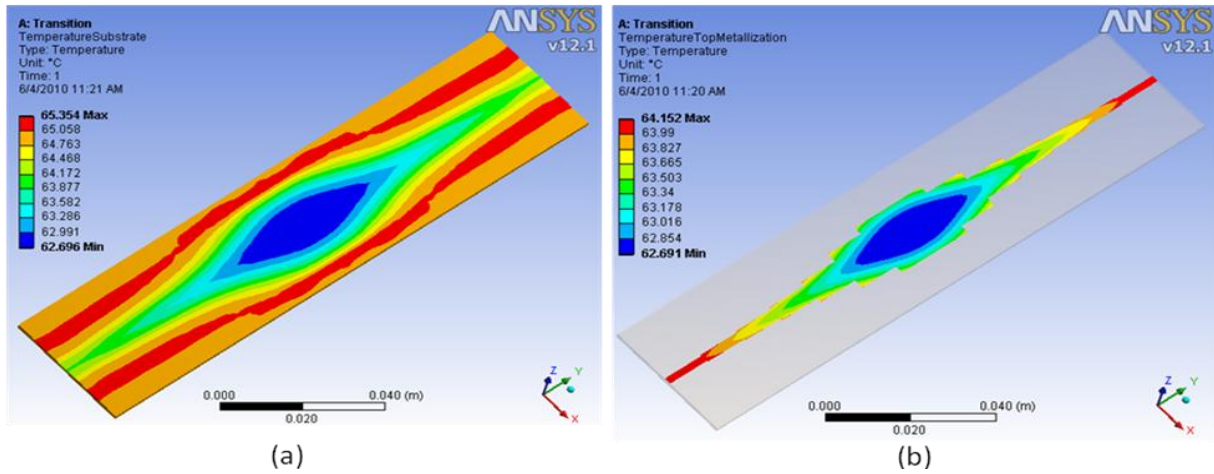 A: Transition
TemperatureSubstrate
Type: Temperature
Unit: °C
Time: 1
6/4/2010 11:21 AM
ANSYS
v12.1
65.354 Max
65.058
64.763
64.468
64.172
63.877
63.582
63.286
62.991
62.696 Min
0.000
0.040 (m)
0.020
Z
Y
X
(a)
A: Transition
TemperatureTopMetallization
Type: Temperature
Unit: °C
Time: 1
6/4/2010 11:20 AM
ANSYS
v12.1
64.152 Max
63.99
63.827
63.665
63.503
63.34
63.178
63.016
62.854
62.691 Min
0.000
0.040 (m)
0.020
Z
Y
X
(b)